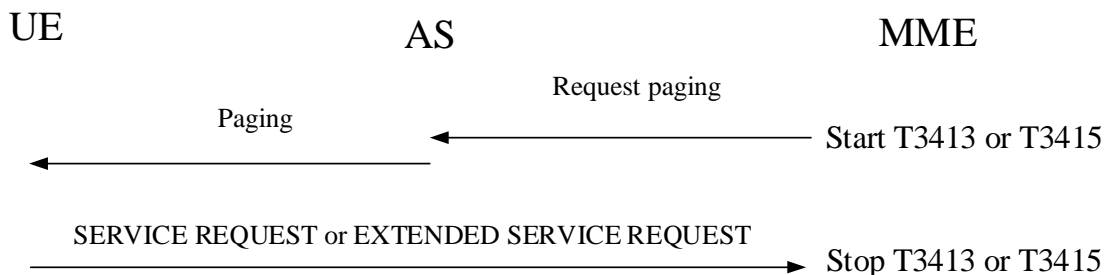 UE AS MME
Request paging
Paging
Start T3413 or T3415
SERVICE REQUEST or EXTENDED SERVICE REQUEST
Stop T3413 or T3415